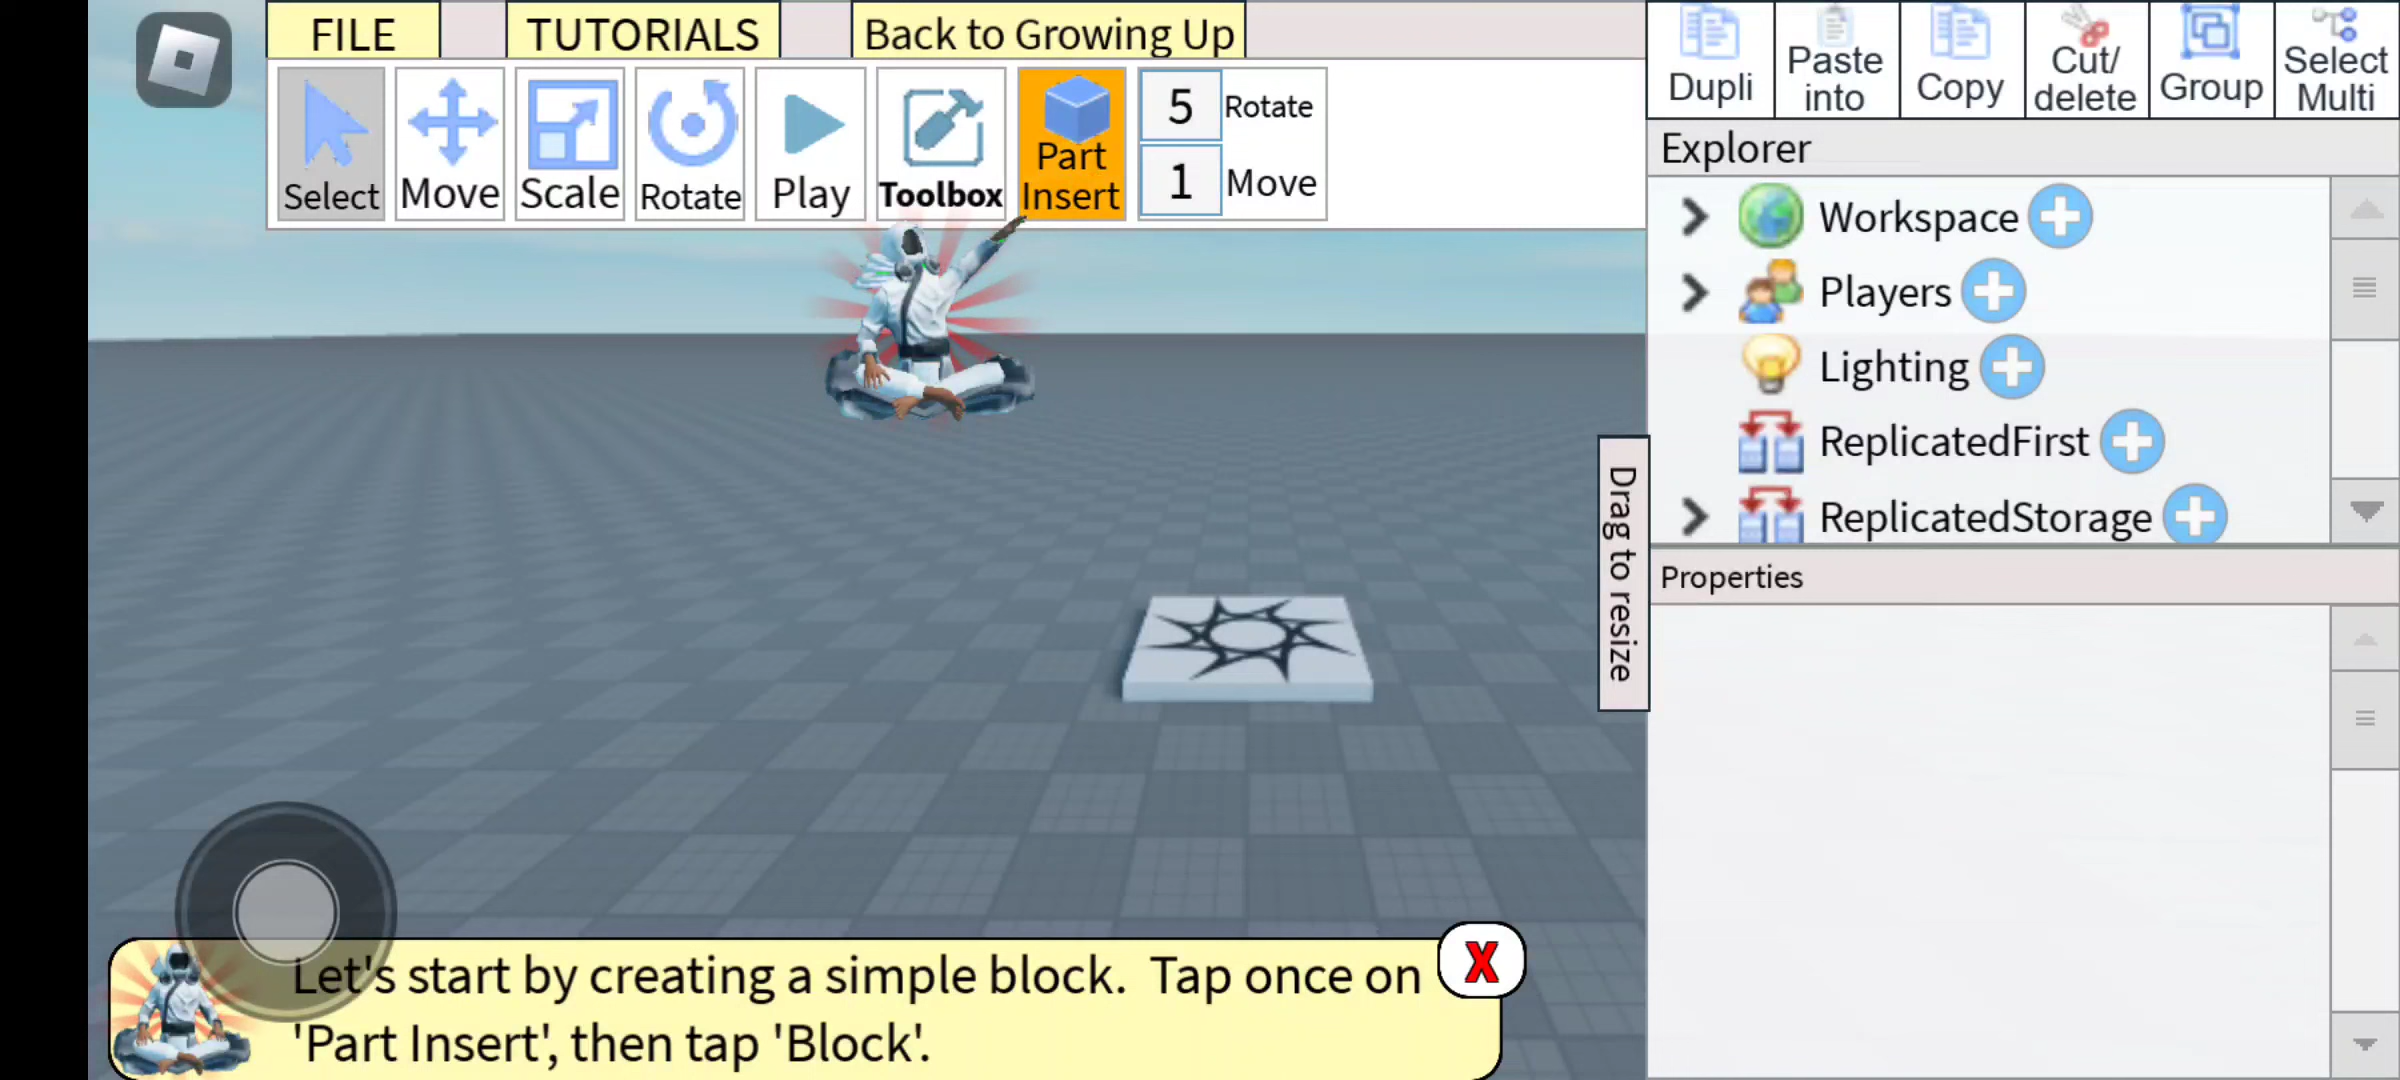 FILE
TUTORIALS
Back to Growing Up
Select
Move
Scale
Rotate
Play
Toolbox
Part
Insert
5 Rotate
1 Move
Dupli
Paste
into
Copy
Cut/
delete
Group
Select
Multi
Explorer
Workspace
Players
Lighting
ReplicatedFirst
ReplicatedStorage
Drag to resize
Properties
Let's start by creating a simple block. Tap once on
'Part Insert', then tap 'Block'.
X